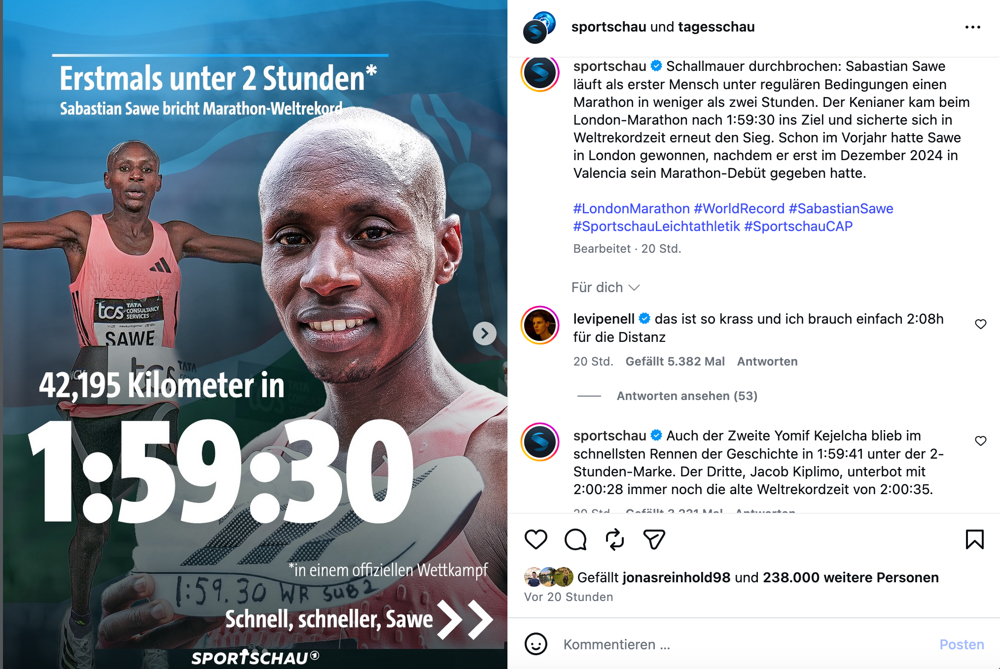 Erstmals unter 2 Stunden*
Sabastian Sawe bricht Marathon-Weltrekord
tcs TATA
CONSULTANCY
SERVICES
SAWE
tcs TATA
42,195 Kilometer in
1:59:30
*in einem offiziellen Wettkampf
1:59.30 WR SUB2
Schnell, schneller, Sawe
SPORTSCHAU
sportschau und tagesschau
sportschau Schallmauer durchbrochen: Sabastian Sawe
läuft als erster Mensch unter regulären Bedingungen einen
Marathon in weniger als zwei Stunden. Der Kenianer kam beim
London-Marathon nach 1:59:30 ins Ziel und sicherte sich in
Weltrekordzeit erneut den Sieg. Schon im Vorjahr hatte Sawe
in London gewonnen, nachdem er erst im Dezember 2024 in
Valencia sein Marathon-Debüt gegeben hatte.
#LondonMarathon #WorldRecord #SabastianSawe
#SportschauLeichtathletik #SportschauCAP
Bearbeitet · 20 Std.
Für dich
levipenell das ist so krass und ich brauch einfach 2:08h
für die Distanz
20 Std. Gefällt 5.382 Mal Antworten
Antworten ansehen (53)
sportschau Auch der Zweite Yomif Kejelcha blieb im
schnellsten Rennen der Geschichte in 1:59:41 unter der 2-
Stunden-Marke. Der Dritte, Jacob Kiplimo, unterbot mit
2:00:28 immer noch die alte Weltrekordzeit von 2:00:35.
20 Std. Gefällt 3.221 Mal Antworten
Gefällt jonasreinhold98 und 238.000 weitere Personen
Vor 20 Stunden
Kommentieren ...
Posten